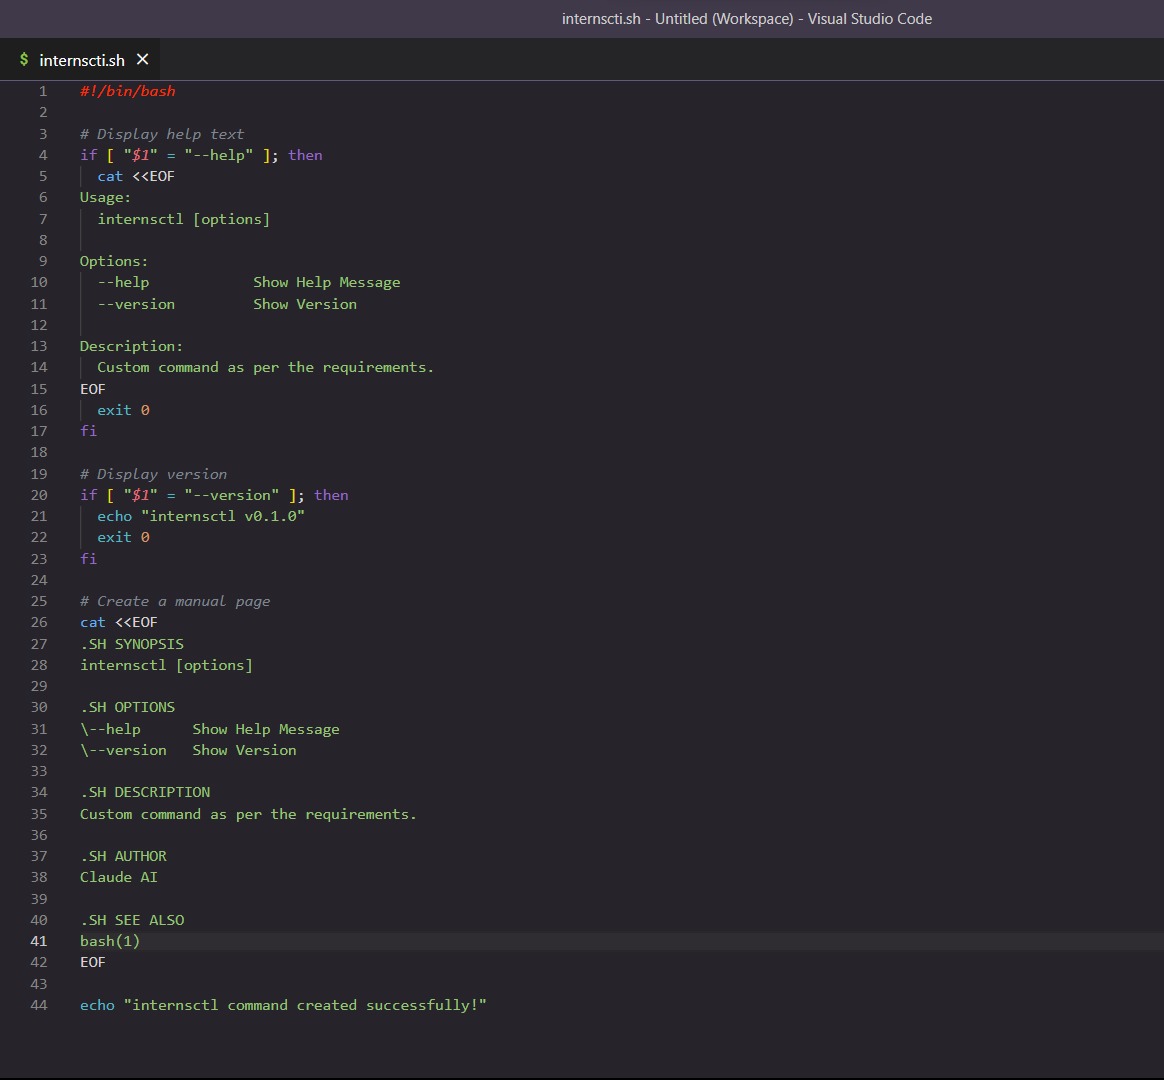 internscti.sh - Untitled (Workspace) - Visual Studio Code
$ internscti.sh ×
1 #!/bin/bash
2
3 # Display help text
4 if [ "$1" = "--help" ]; then
5   cat <<EOF
6 Usage:
7   internsctl [options]
8
9 Options:
10   --help            Show Help Message
11   --version         Show Version
12
13 Description:
14   Custom command as per the requirements.
15 EOF
16   exit 0
17 fi
18
19 # Display version
20 if [ "$1" = "--version" ]; then
21   echo "internsctl v0.1.0"
22   exit 0
23 fi
24
25 # Create a manual page
26 cat <<EOF
27 .SH SYNOPSIS
28 internsctl [options]
29
30 .SH OPTIONS
31 \--help      Show Help Message
32 \--version   Show Version
33
34 .SH DESCRIPTION
35 Custom command as per the requirements.
36
37 .SH AUTHOR
38 Claude AI
39
40 .SH SEE ALSO
41 bash(1)
42 EOF
43
44 echo "internsctl command created successfully!"